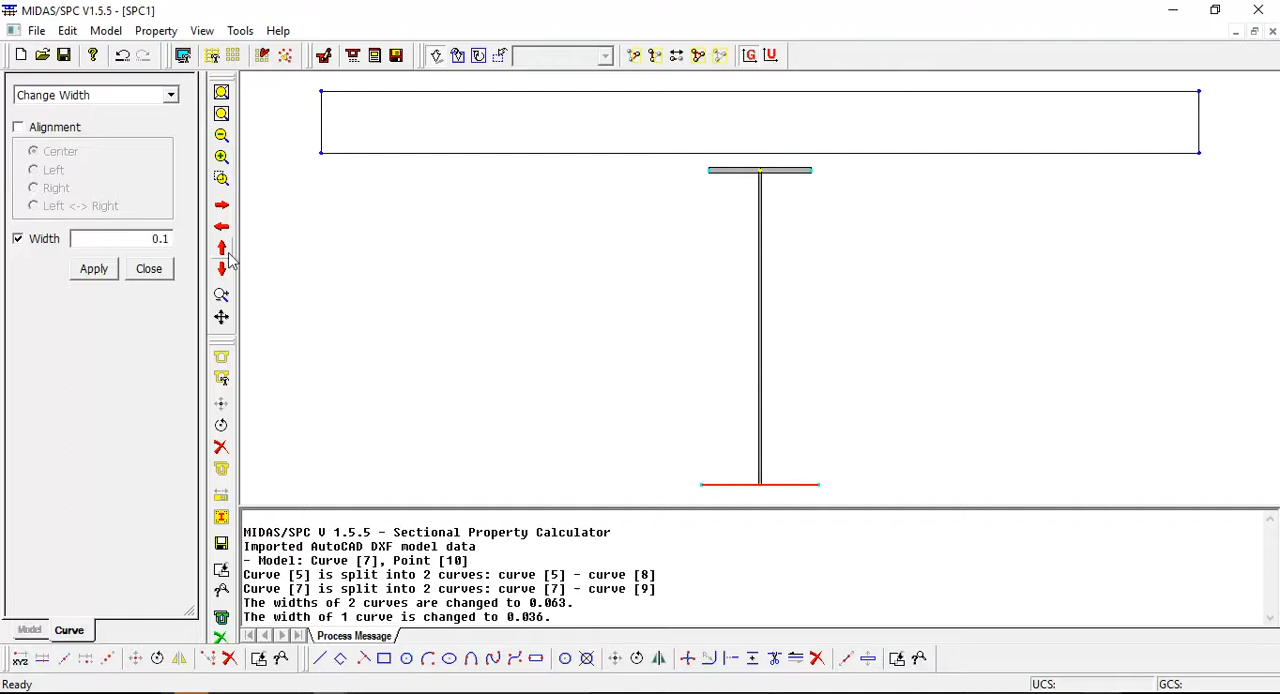 MIDAS/SPC V1.5.5 - [SPC1]
File Edit Model Property View Tools Help
G U
Change Width
Alignment
Center
Left
Right
Left <-> Right
Width 0.1
Apply Close
MIDAS/SPC V 1.5.5 - Sectional Property Calculator
Imported AutoCAD DXF model data
- Model: Curve [7], Point [10]
Curve [5] is split into 2 curves: curve [5] - curve [8]
Curve [7] is split into 2 curves: curve [7] - curve [9]
The widths of 2 curves are changed to 0.063.
The width of 1 curve is changed to 0.036.
Model Curve
Process Message
XYZ
Ready UCS: GCS: